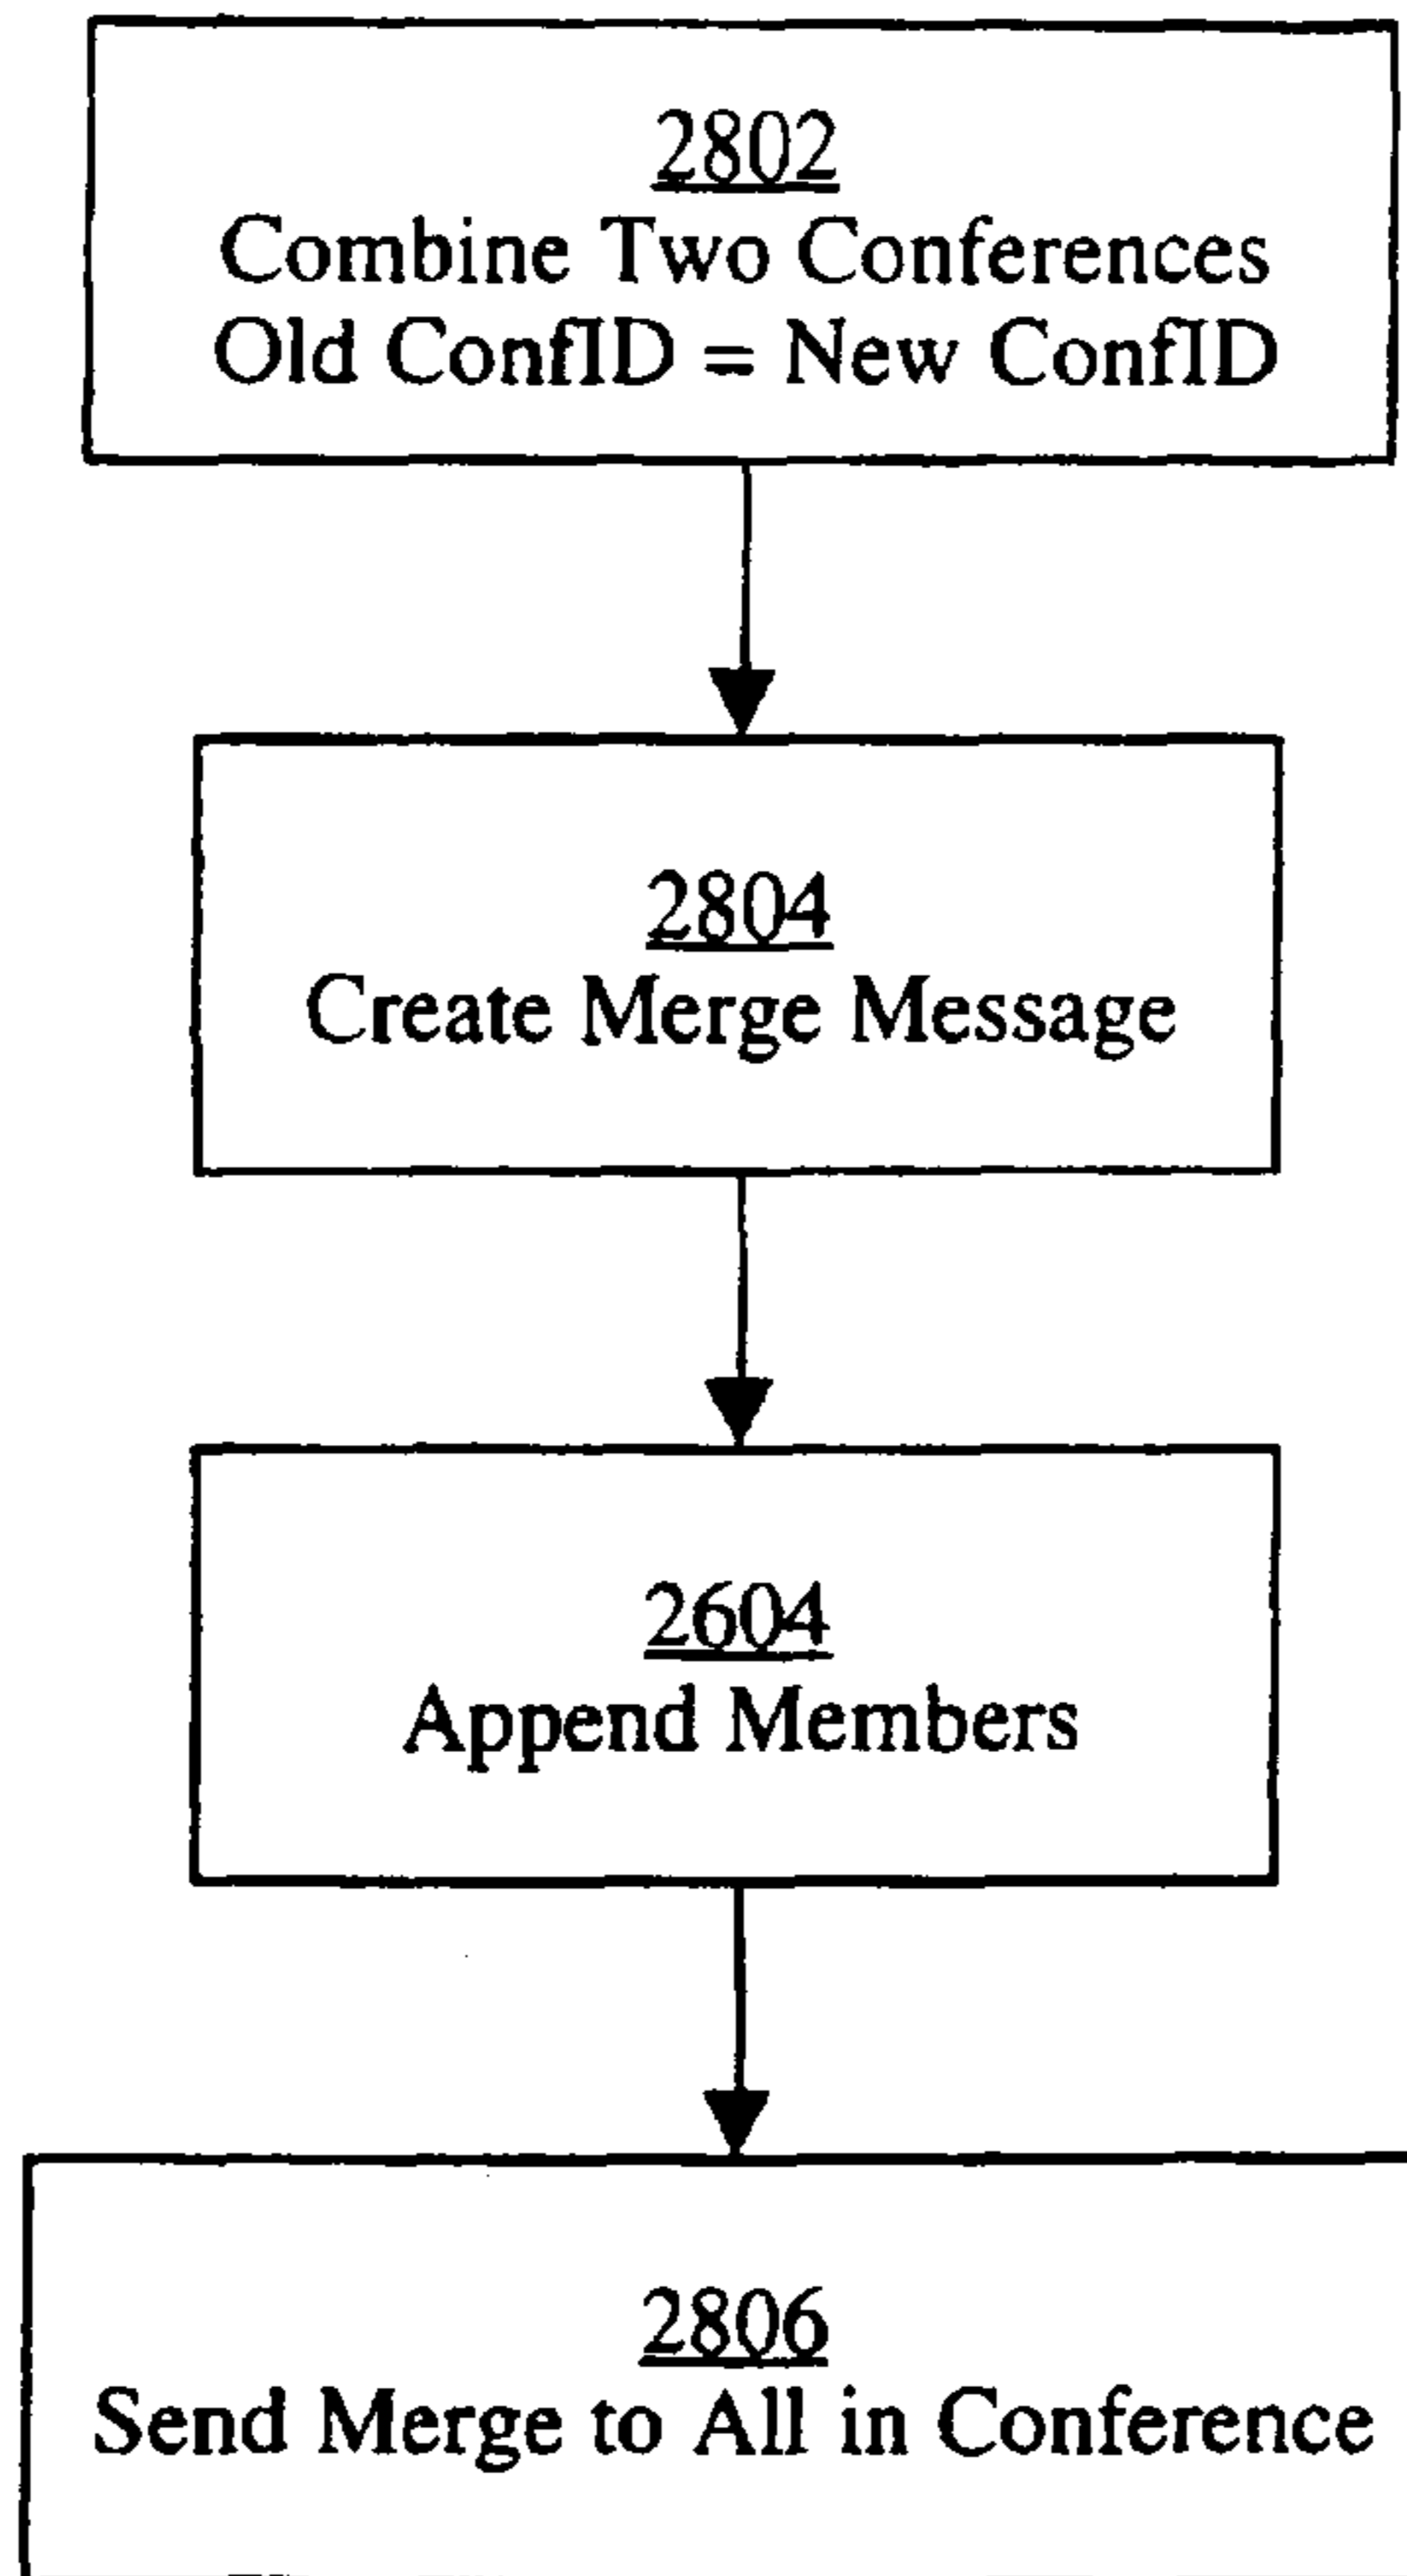 2802
Combine Two Conferences
Old ConfID = New ConfID
2804
Create Merge Message
2604
Append Members
2806
Send Merge to All in Conference